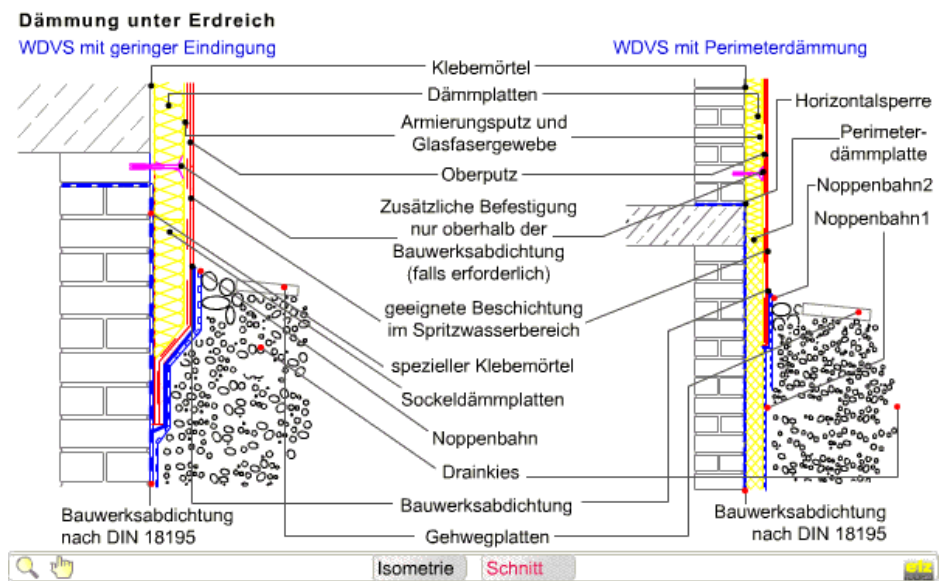 Dämmung unter Erdreich
WDVS mit geringer Eindingung
WDVS mit Perimeterdämmung
Klebemörtel
Dämmplatten
Armierungsputz und
Glasfasergewebe
Oberputz
Zusätzliche Befestigung
nur oberhalb der
Bauwerksabdichtung
(falls erforderlich)
geeignete Beschichtung
im Spritzwasserbereich
spezieller Klebemörtel
Sockeldämmplatten
Noppenbahn
Drainkies
Bauwerksabdichtung
Gehwegplatten
Horizontalsperre
Perimeter-
dämmplatte
Noppenbahn2
Noppenbahn1
Bauwerksabdichtung
nach DIN 18195
Bauwerksabdichtung
nach DIN 18195
Isometrie
Schnitt